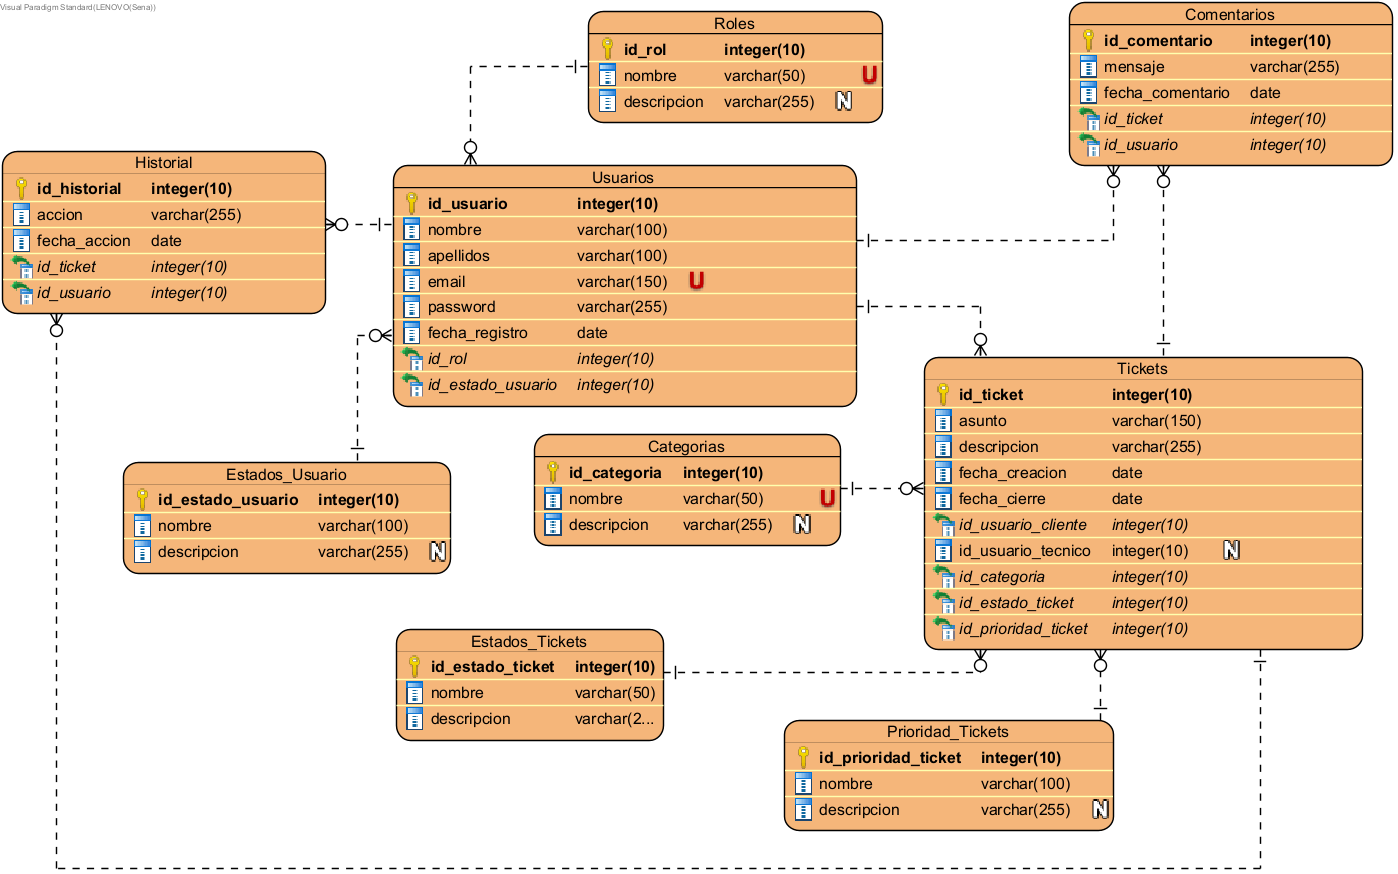 Visual Paradigm Standard(LENOVO(Sena))
Roles
id_rol integer(10)
nombre varchar(50) U
descripcion varchar(255) N
Comentarios
id_comentario integer(10)
mensaje varchar(255)
fecha_comentario date
id_ticket integer(10)
id_usuario integer(10)
Historial
id_historial integer(10)
accion varchar(255)
fecha_accion date
id_ticket integer(10)
id_usuario integer(10)
Usuarios
id_usuario integer(10)
nombre varchar(100)
apellidos varchar(100)
email varchar(150) U
password varchar(255)
fecha_registro date
id_rol integer(10)
id_estado_usuario integer(10)
Tickets
id_ticket integer(10)
asunto varchar(150)
descripcion varchar(255)
fecha_creacion date
fecha_cierre date
id_usuario_cliente integer(10)
id_usuario_tecnico integer(10) N
id_categoria integer(10)
id_estado_ticket integer(10)
id_prioridad_ticket integer(10)
Categorias
id_categoria integer(10)
nombre varchar(50) U
descripcion varchar(255) N
Estados_Usuario
id_estado_usuario integer(10)
nombre varchar(100)
descripcion varchar(255) N
Estados_Tickets
id_estado_ticket integer(10)
nombre varchar(50)
descripcion varchar(2...
Prioridad_Tickets
id_prioridad_ticket integer(10)
nombre varchar(100)
descripcion varchar(255) N